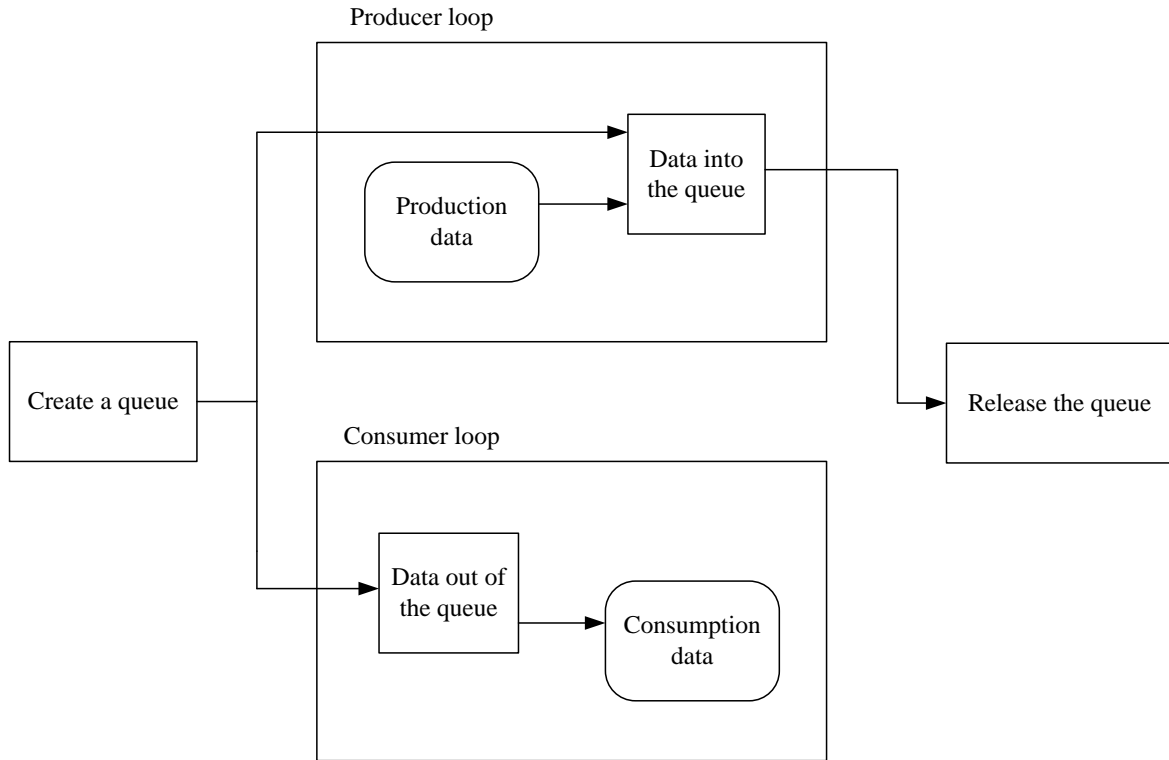 Producer loop
Data into
the queue
Production
data
Create a queue
Release the queue
Consumer loop
Data out of
the queue
Consumption
data